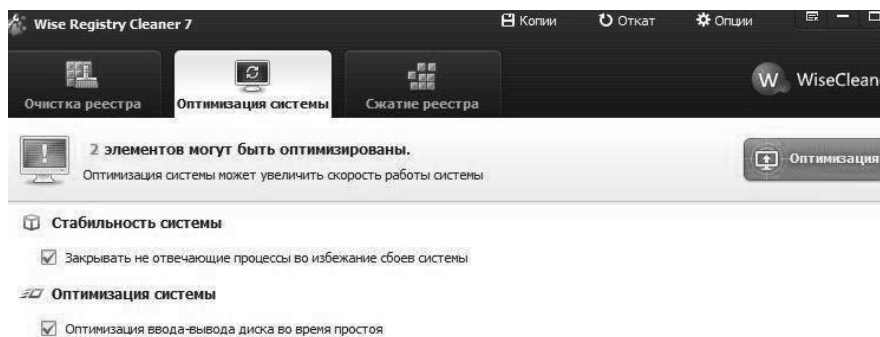 Wise Registry Cleaner 7
Копии Откат Опции
Очистка реестра Оптимизация системы Сжатие реестра
W WiseClean
2 элементов могут быть оптимизированы.
Оптимизация системы может увеличить скорость работы системы
Оптимизация
Стабильность системы
Закрывать не отвечающие процессы во избежание сбоев системы
Оптимизация системы
Оптимизация ввода-вывода диска во время простоя